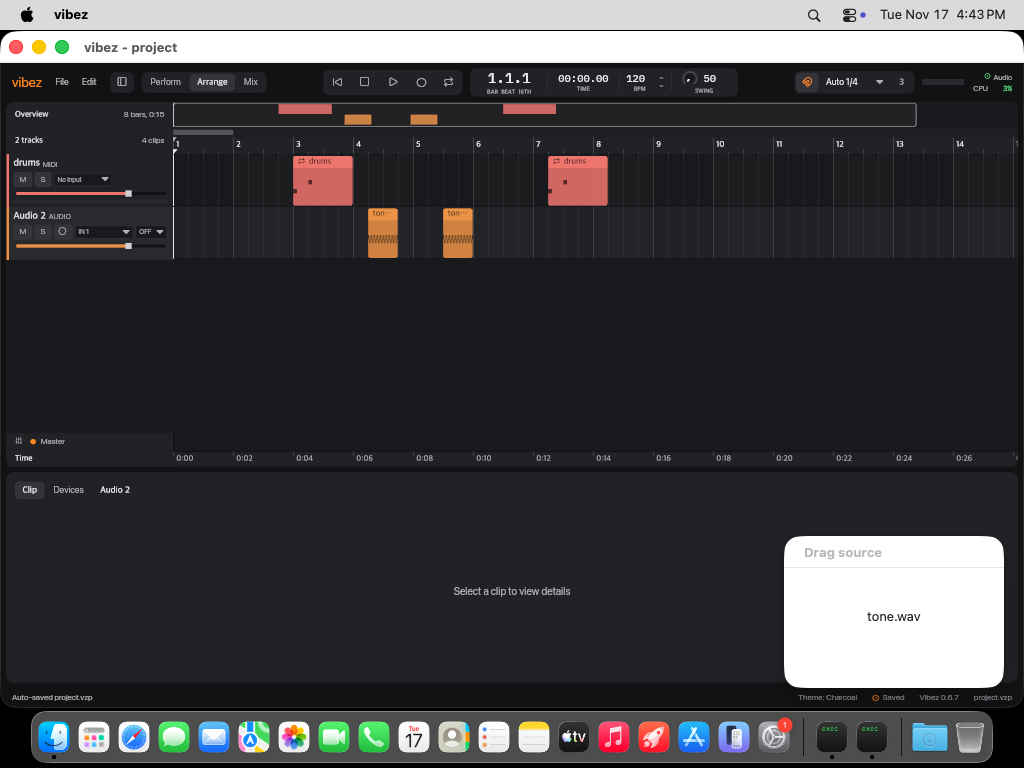 vibez
Tue Nov 17 4:43 PM
vibez - project
vibez File Edit Perform Arrange Mix
1.1.1 00:00.00 120 50 Auto 1/4 3 Audio
BAR BEAT 16TH TIME BPM SWING CPU 3%
Overview 8 bars, 0:15
2 tracks 4 clips
1 2 3 4 5 6 7 8 9 10 11 12 13 14
drums MIDI
M S No Input
drums drums
Audio 2 AUDIO
M S IN 1 OFF
ton··· ton···
Master
Time 0:00 0:02 0:04 0:06 0:08 0:10 0:12 0:14 0:16 0:18 0:20 0:22 0:24 0:26
Clip Devices Audio 2
Select a clip to view details
Drag source
tone.wav
Auto-saved project.vzp Theme: Charcoal Saved Vibez 0.6.7 project.vzp
Tue
17
tv
1
exec exec